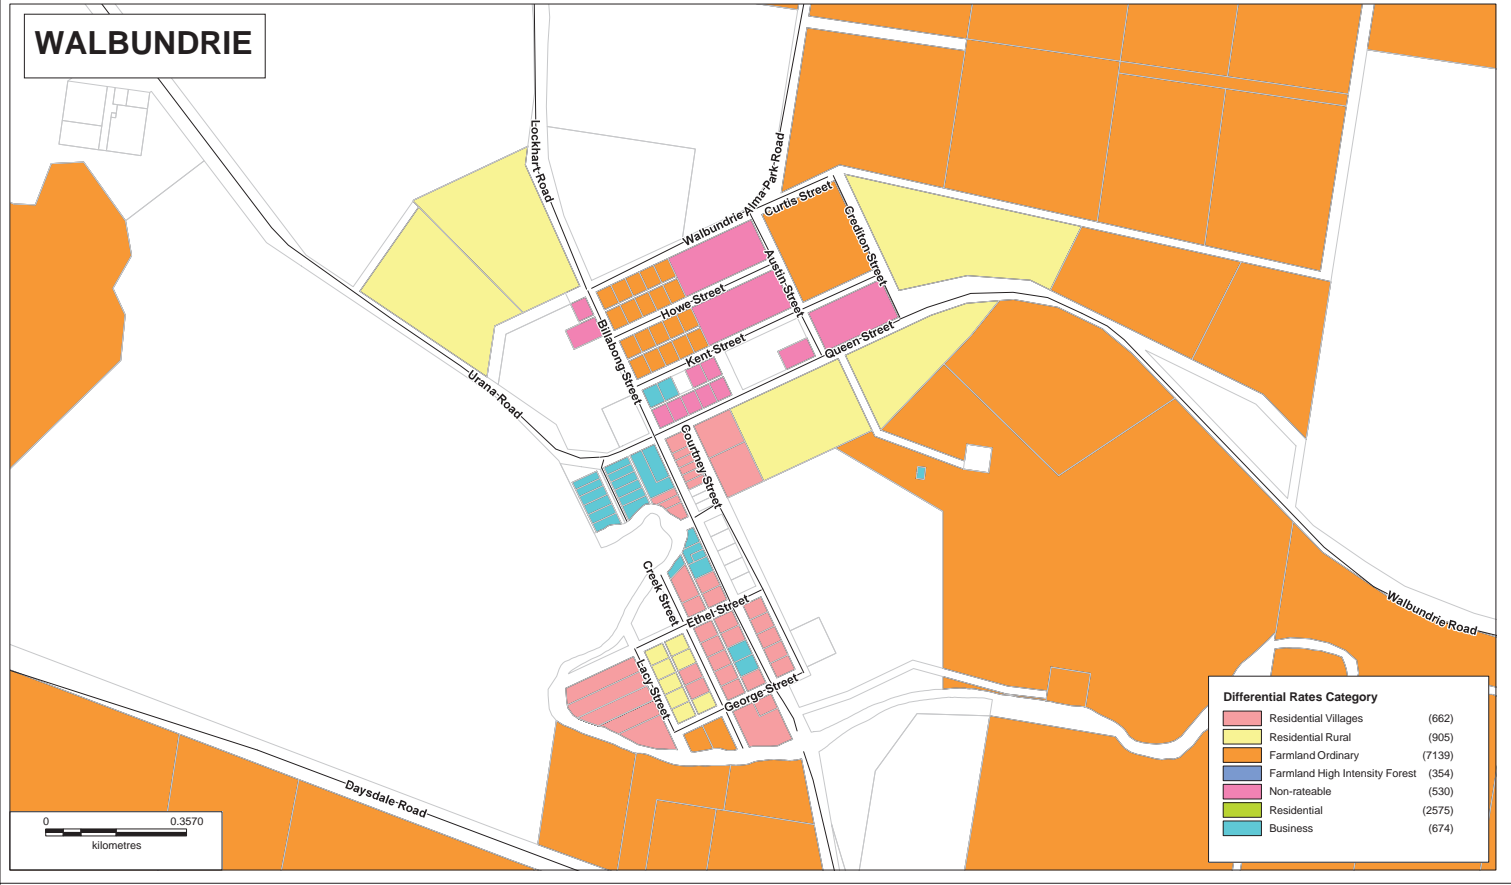 WALBUNDRIE
Lockhart Road
Walbundrie Alma Park Road
Curtis Street
Crediton Street
Austin Street
Howe Street
Kent Street
Queen Street
Billabong Street
Urana Road
Courtney Street
Creek Street
Ethel Street
Lacy Street
George Street
Walbundrie Road
Daysdale Road
0 0.3570
kilometres
Differential Rates Category
Residential Villages (662)
Residential Rural (905)
Farmland Ordinary (7139)
Farmland High Intensity Forest (354)
Non-rateable (530)
Residential (2575)
Business (674)